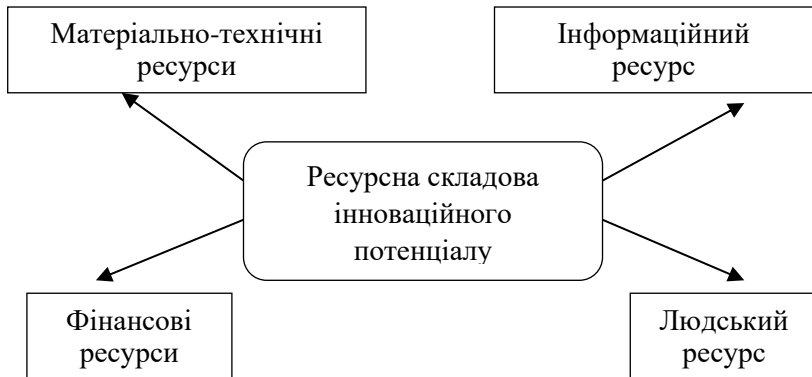 Матеріально-технічні
ресурси
Інформаційний
ресурс
Ресурсна складова
інноваційного
потенціалу
Фінансові
ресурси
Людський
ресурс